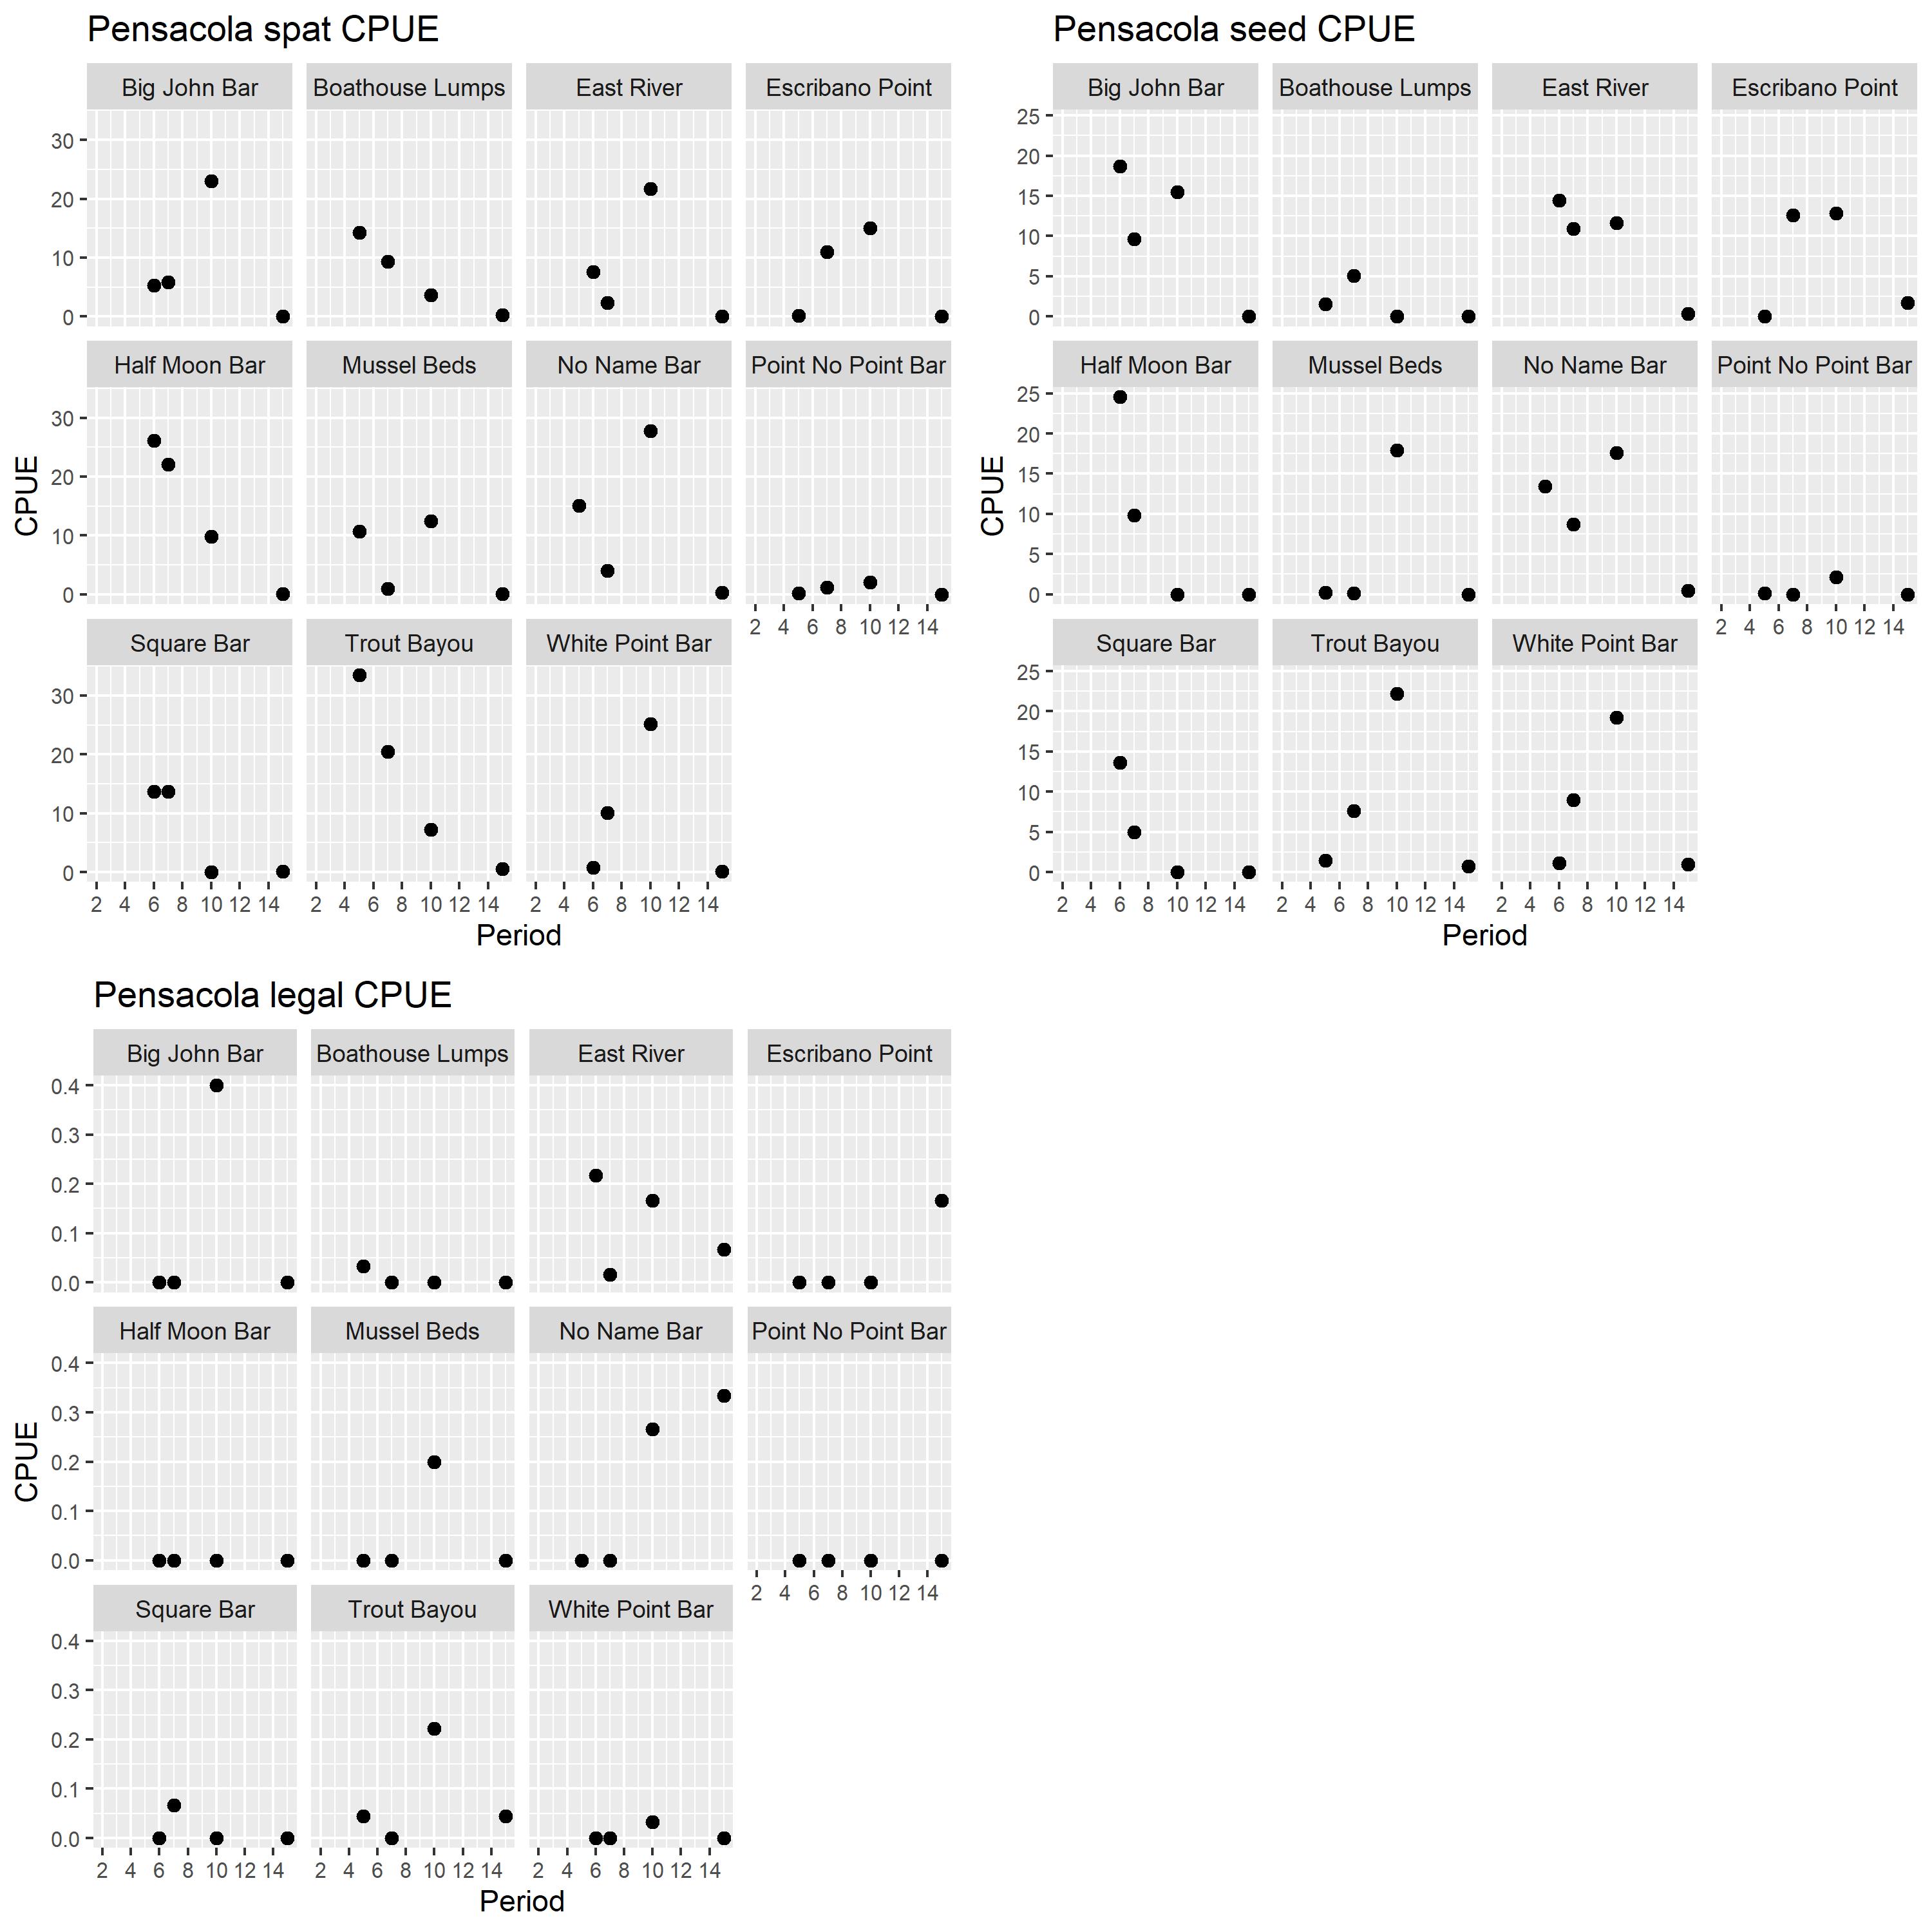 Pensacola spat CPUE
Big John Bar Boathouse Lumps East River Escribano Point
30
20
10
0
Half Moon Bar Mussel Beds No Name Bar Point No Point Bar
30
20
10
0
2 4 6 8 10 12 14
Square Bar Trout Bayou White Point Bar
30
20
10
0
2 4 6 8 10 12 14 2 4 6 8 10 12 14 2 4 6 8 10 12 14
Period
CPUE
Pensacola seed CPUE
Big John Bar Boathouse Lumps East River Escribano Point
25
20
15
10
5
0
Half Moon Bar Mussel Beds No Name Bar Point No Point Bar
25
20
15
10
5
0
2 4 6 8 10 12 14
Square Bar Trout Bayou White Point Bar
25
20
15
10
5
0
2 4 6 8 10 12 14 2 4 6 8 10 12 14 2 4 6 8 10 12 14
Period
CPUE
Pensacola legal CPUE
Big John Bar Boathouse Lumps East River Escribano Point
0.4
0.3
0.2
0.1
0.0
Half Moon Bar Mussel Beds No Name Bar Point No Point Bar
0.4
0.3
0.2
0.1
0.0
2 4 6 8 10 12 14
Square Bar Trout Bayou White Point Bar
0.4
0.3
0.2
0.1
0.0
2 4 6 8 10 12 14 2 4 6 8 10 12 14 2 4 6 8 10 12 14
Period
CPUE